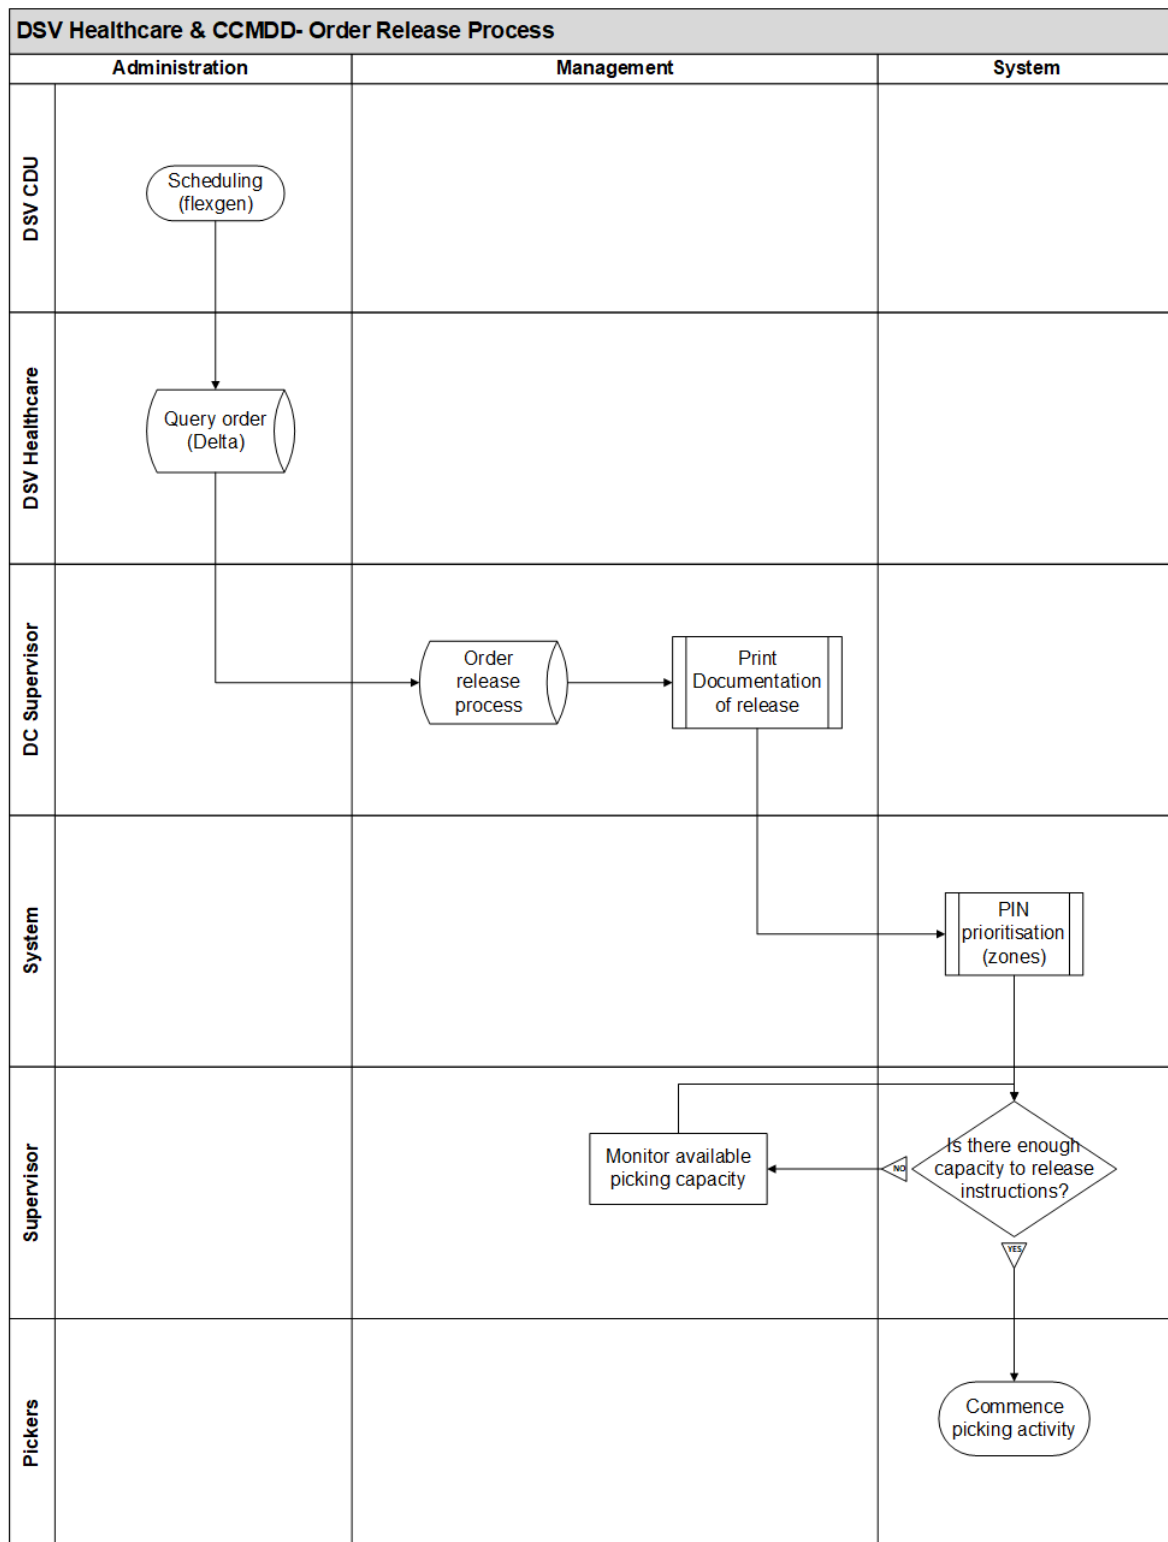 DSV Healthcare & CCMDD- Order Release Process
Administration
Management
System
DSV CDU
Scheduling
(flexgen)
DSV Healthcare
Query order
(Delta)
DC Supervisor
Order
release
process
Print
Documentation
of release
System
PIN
prioritisation
(zones)
Supervisor
Monitor available
picking capacity
NO
Is there enough
capacity to release
instructions?
YES
Pickers
Commence
picking activity